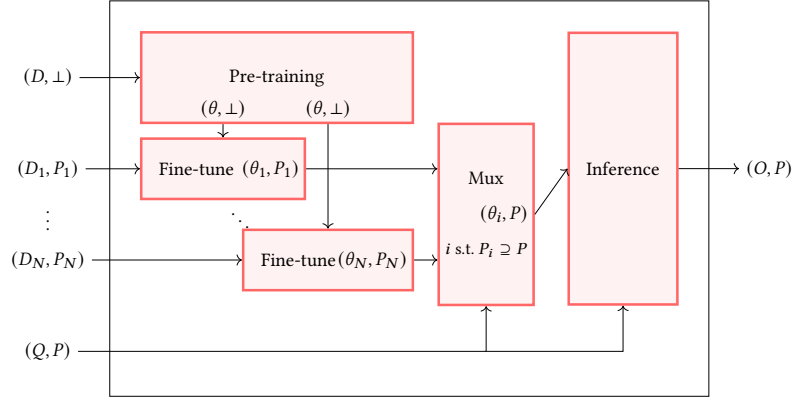 (D, ⊥)
Pre-training
(θ, ⊥) (θ, ⊥)
(D₁, P₁)
Fine-tune (θ₁, P₁)
Mux
Inference
(O, P)
(θᵢ, P)
⋮
⋱
i s.t. Pᵢ ⊇ P
(D_N, P_N)
Fine-tune (θ_N, P_N)
(Q, P)